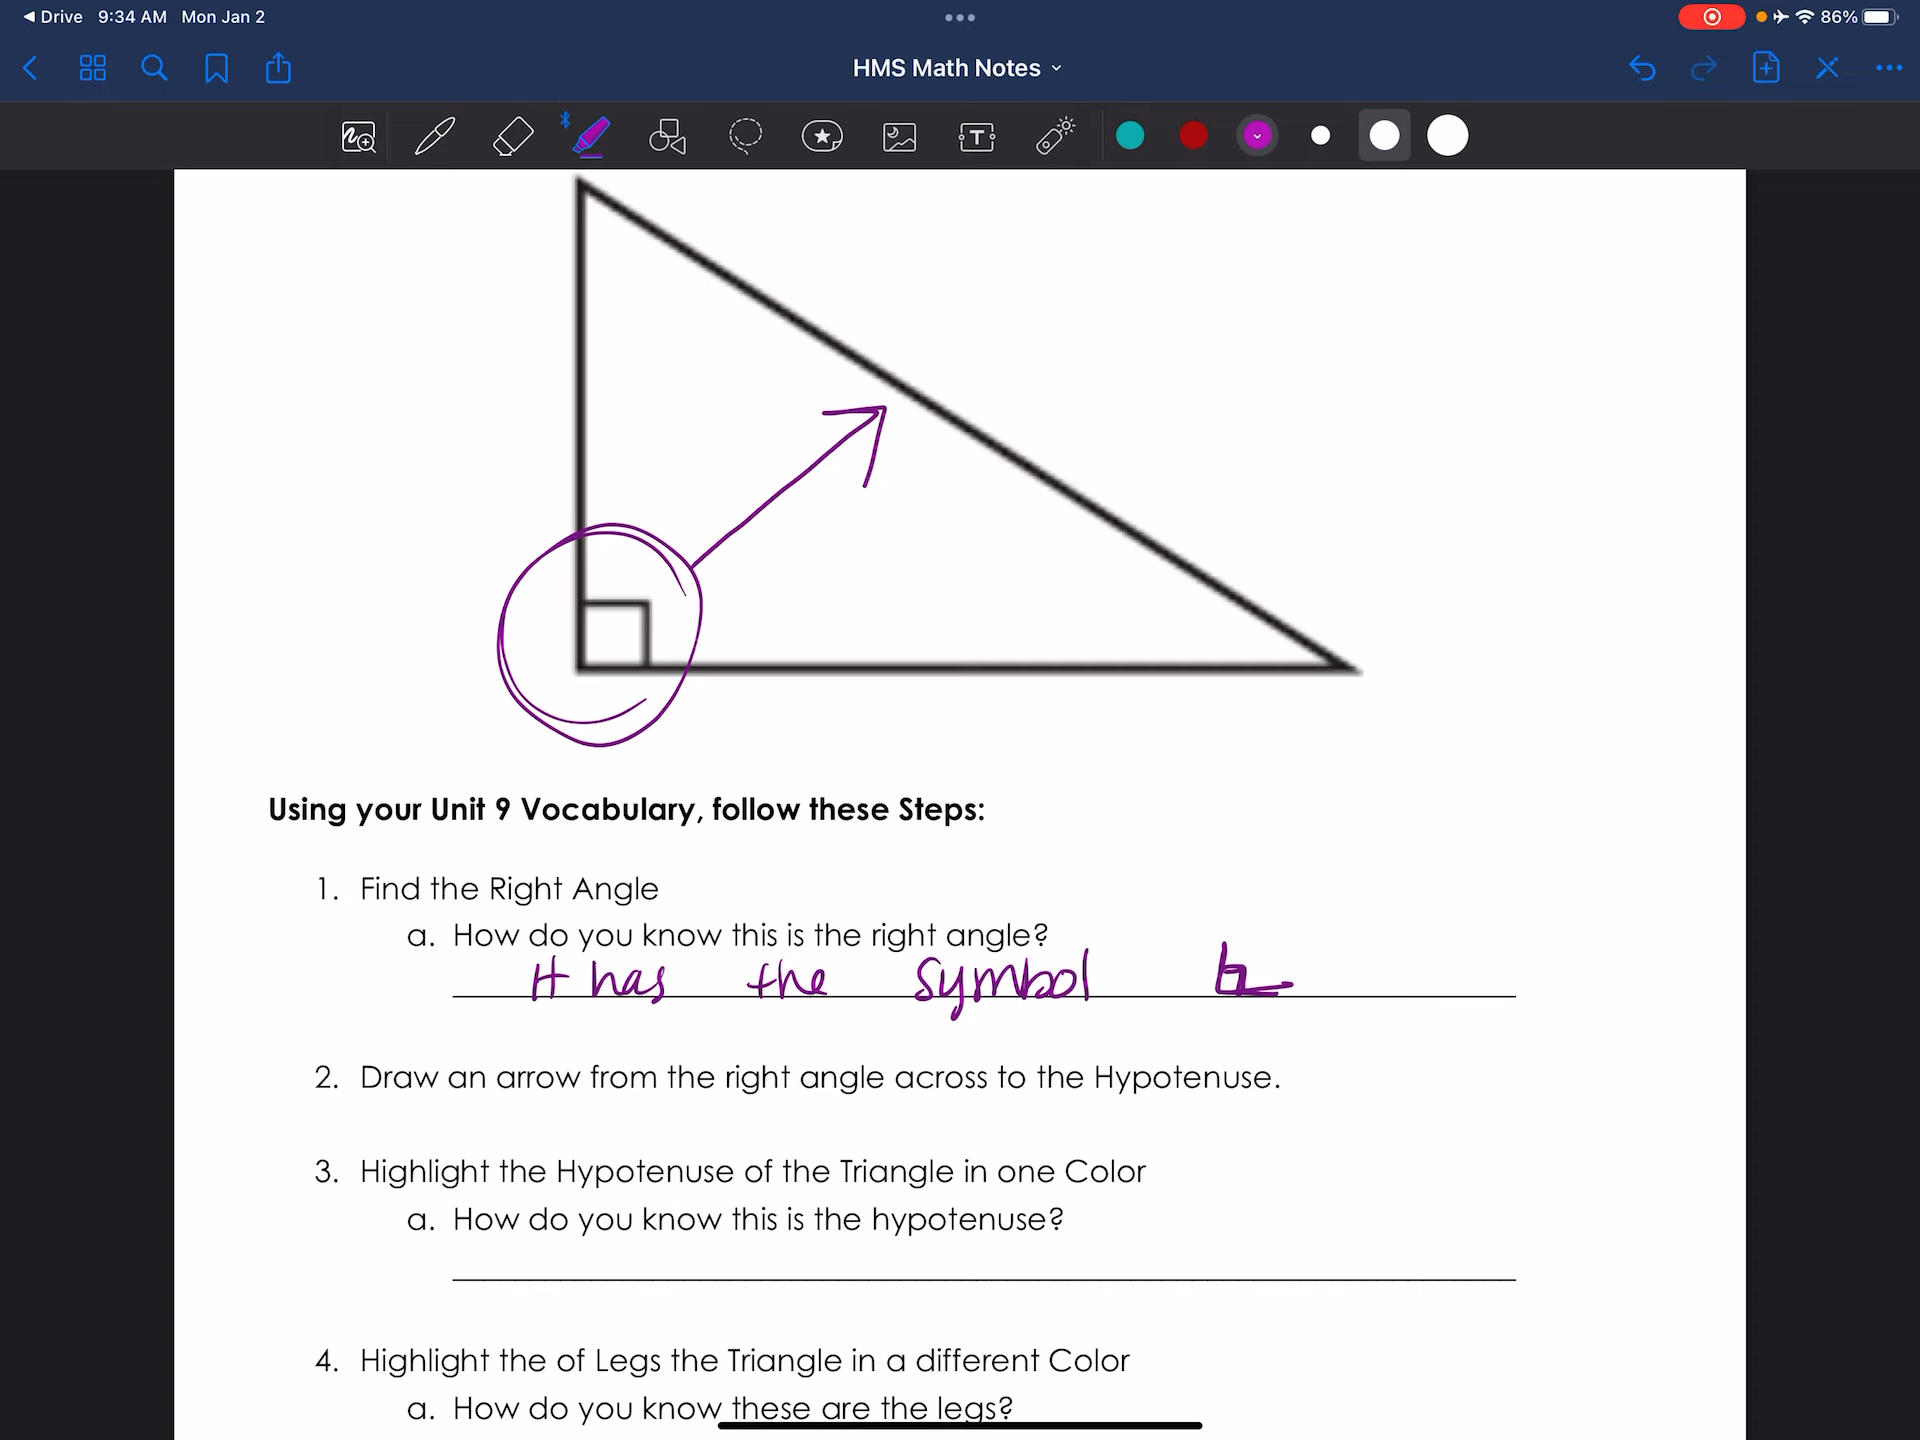 Drive 9:34 AM Mon Jan 2
86%
HMS Math Notes
T
Using your Unit 9 Vocabulary, follow these Steps:
1. Find the Right Angle
a. How do you know this is the right angle?
It has the symbol
2. Draw an arrow from the right angle across to the Hypotenuse.
3. Highlight the Hypotenuse of the Triangle in one Color
a. How do you know this is the hypotenuse?
4. Highlight the of Legs the Triangle in a different Color
a. How do you know these are the legs?